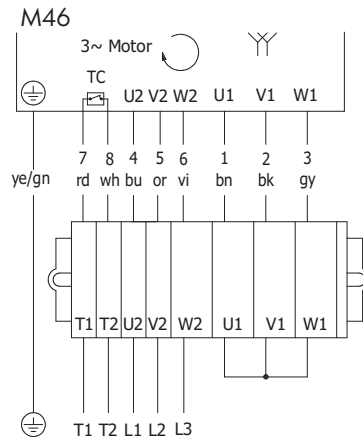 M46
3~ Motor
TC
U2 V2 W2 U1 V1 W1
7 8 4 5 6 1 2 3
ye/gn rd wh bu or vi bn bk gy
T1 T2 U2 V2 W2 U1 V1 W1
T1 T2 L1 L2 L3